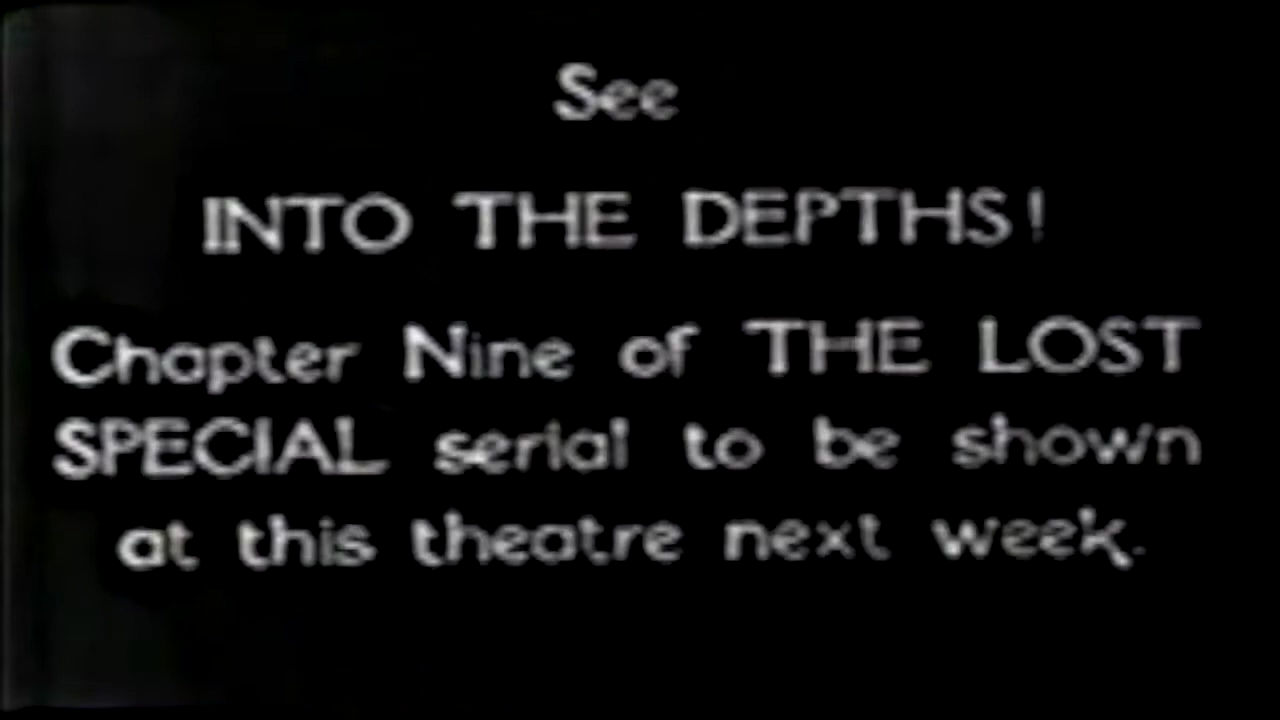 See
INTO THE DEPTHS!
Chapter Nine of THE LOST
SPECIAL serial to be shown
at this theatre next week.